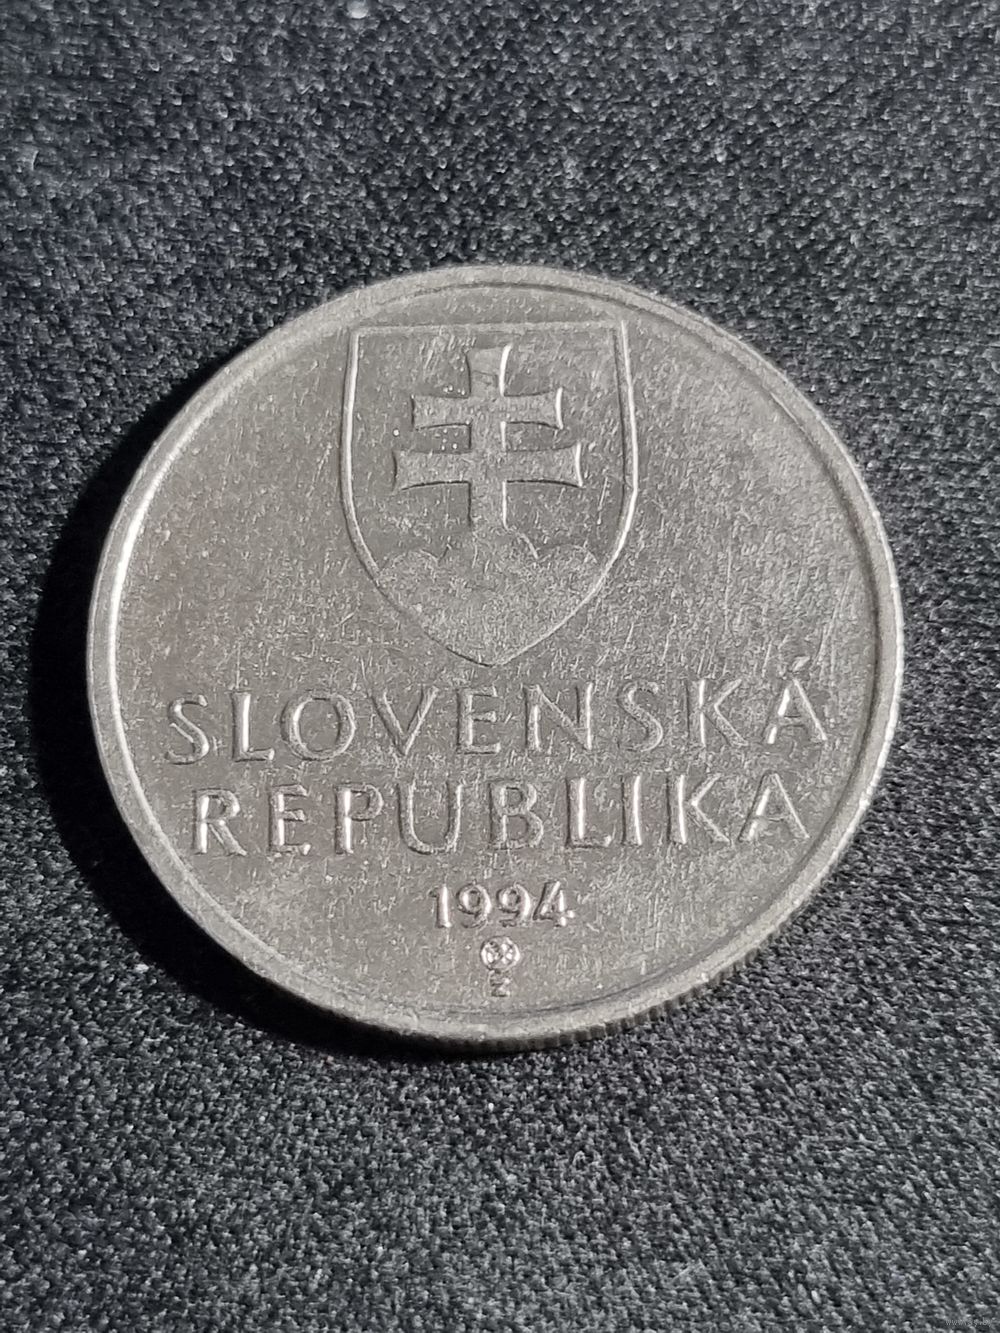 SLOVENSKÁ
REPUBLIKA
1994
Z